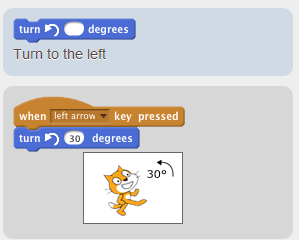 turn ↺ degrees
Turn to the left
when left arrow key pressed
turn ↺ 30 degrees
30°